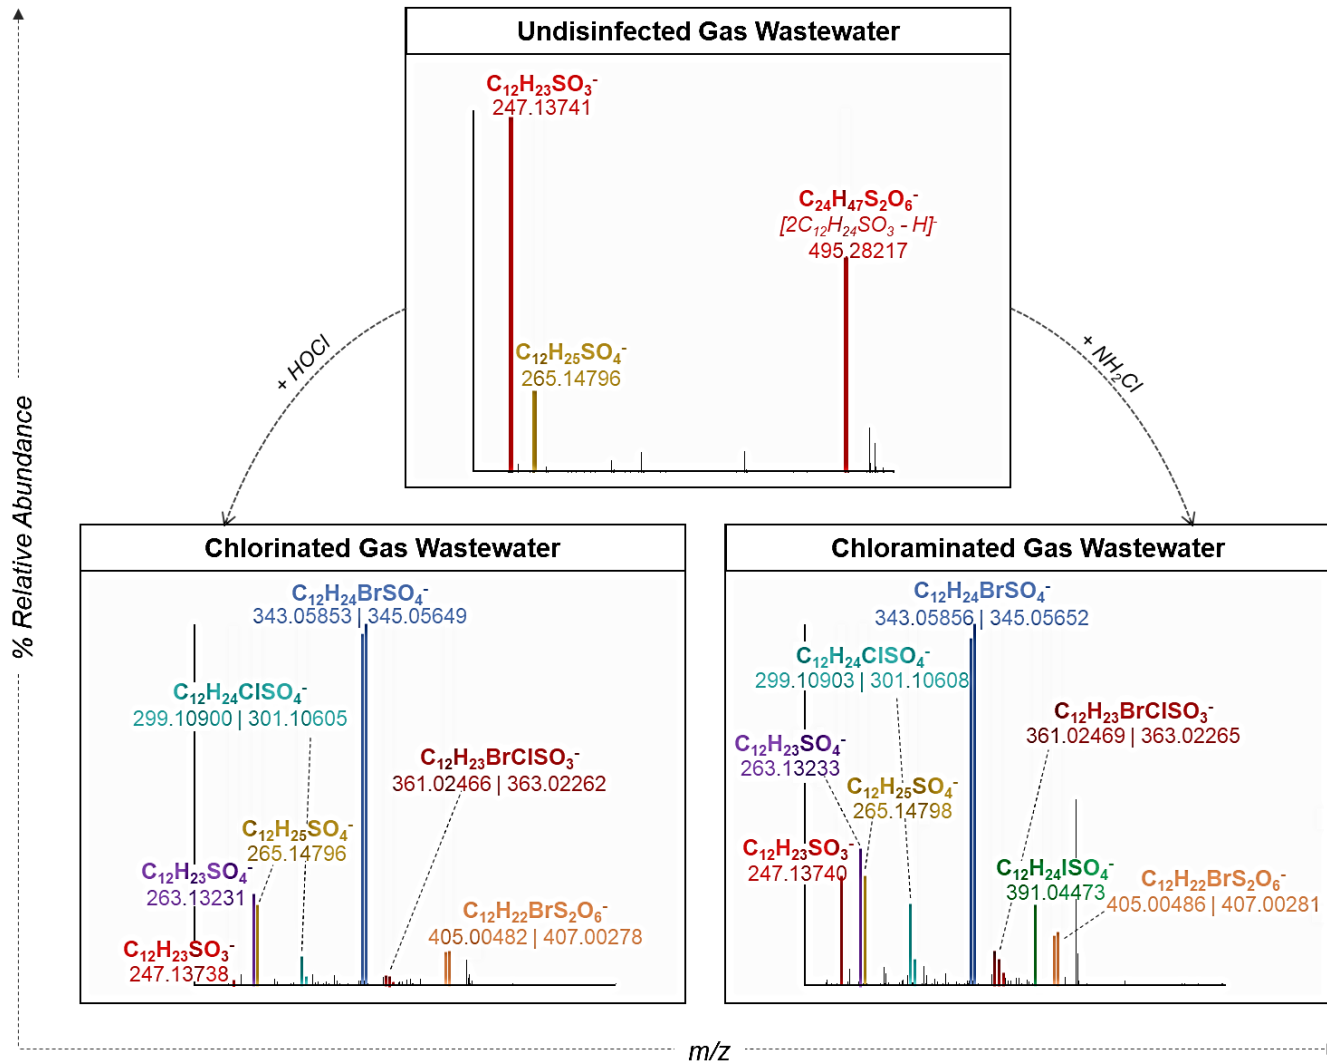 Undisinfected Gas Wastewater
C₁₂H₂₃SO₃⁻
247.13741
C₂₄H₄₇S₂O₆⁻
[2C₁₂H₂₄SO₃ - H]⁻
495.28217
C₁₂H₂₅SO₄⁻
265.14796
+ HOCl
+ NH₂Cl
% Relative Abundance
Chlorinated Gas Wastewater
C₁₂H₂₄BrSO₄⁻
343.05853 | 345.05649
C₁₂H₂₄ClSO₄⁻
299.10900 | 301.10605
C₁₂H₂₃BrClSO₃⁻
361.02466 | 363.02262
C₁₂H₂₅SO₄⁻
265.14796
C₁₂H₂₃SO₄⁻
263.13231
C₁₂H₂₂BrS₂O₆⁻
405.00482 | 407.00278
C₁₂H₂₃SO₃⁻
247.13738
Chloraminated Gas Wastewater
C₁₂H₂₄BrSO₄⁻
343.05856 | 345.05652
C₁₂H₂₄ClSO₄⁻
299.10903 | 301.10608
C₁₂H₂₃BrClSO₃⁻
361.02469 | 363.02265
C₁₂H₂₃SO₄⁻
263.13233
C₁₂H₂₅SO₄⁻
265.14798
C₁₂H₂₃SO₃⁻
247.13740
C₁₂H₂₄ISO₄⁻
391.04473
C₁₂H₂₂BrS₂O₆⁻
405.00486 | 407.00281
m/z